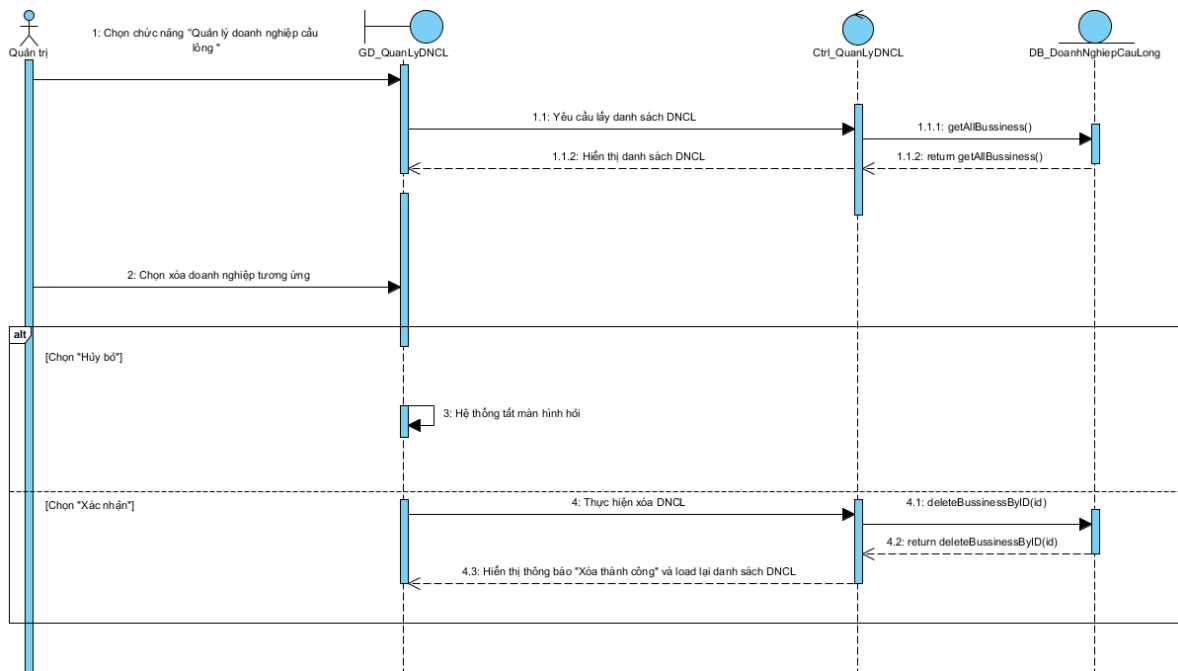 1: Chọn chức năng "Quản lý doanh nghiệp cầu
lông "
Quản trị
GD_QuanLyDNCL
Ctrl_QuanLyDNCL
DB_DoanhNghiepCauLong
1.1: Yêu cầu lấy danh sách DNCL
1.1.1: getAllBussiness()
1.1.2: Hiển thị danh sách DNCL
1.1.2: return getAllBussiness()
2: Chọn xóa doanh nghiệp tương ứng
alt
[Chọn "Hủy bỏ"]
3: Hệ thống tắt màn hình hỏi
[Chọn "Xác nhận"]
4: Thực hiện xóa DNCL
4.1: deleteBussinessByID(id)
4.2: return deleteBussinessByID(id)
4.3: Hiển thị thông báo "Xóa thành công" và load lại danh sách DNCL